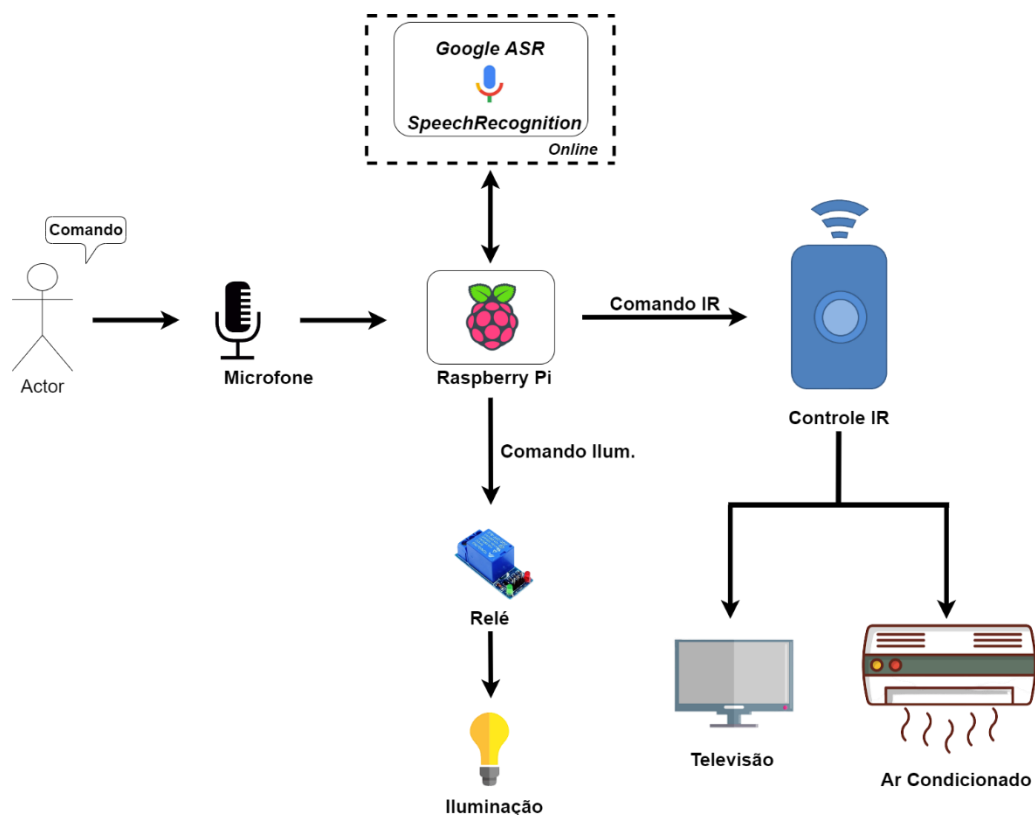 Google ASR
SpeechRecognition
Online
Comando
Actor
Microfone
Raspberry Pi
Comando IR
Controle IR
Comando Ilum.
Relé
Iluminação
Televisão
Ar Condicionado